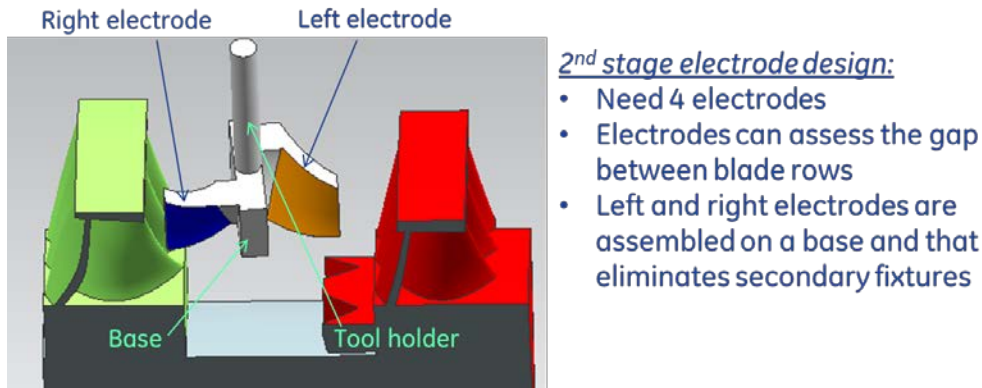 Right electrode
Left electrode
Base
Tool holder
2nd stage electrode design:
• Need 4 electrodes
• Electrodes can assess the gap
between blade rows
• Left and right electrodes are
assembled on a base and that
eliminates secondary fixtures